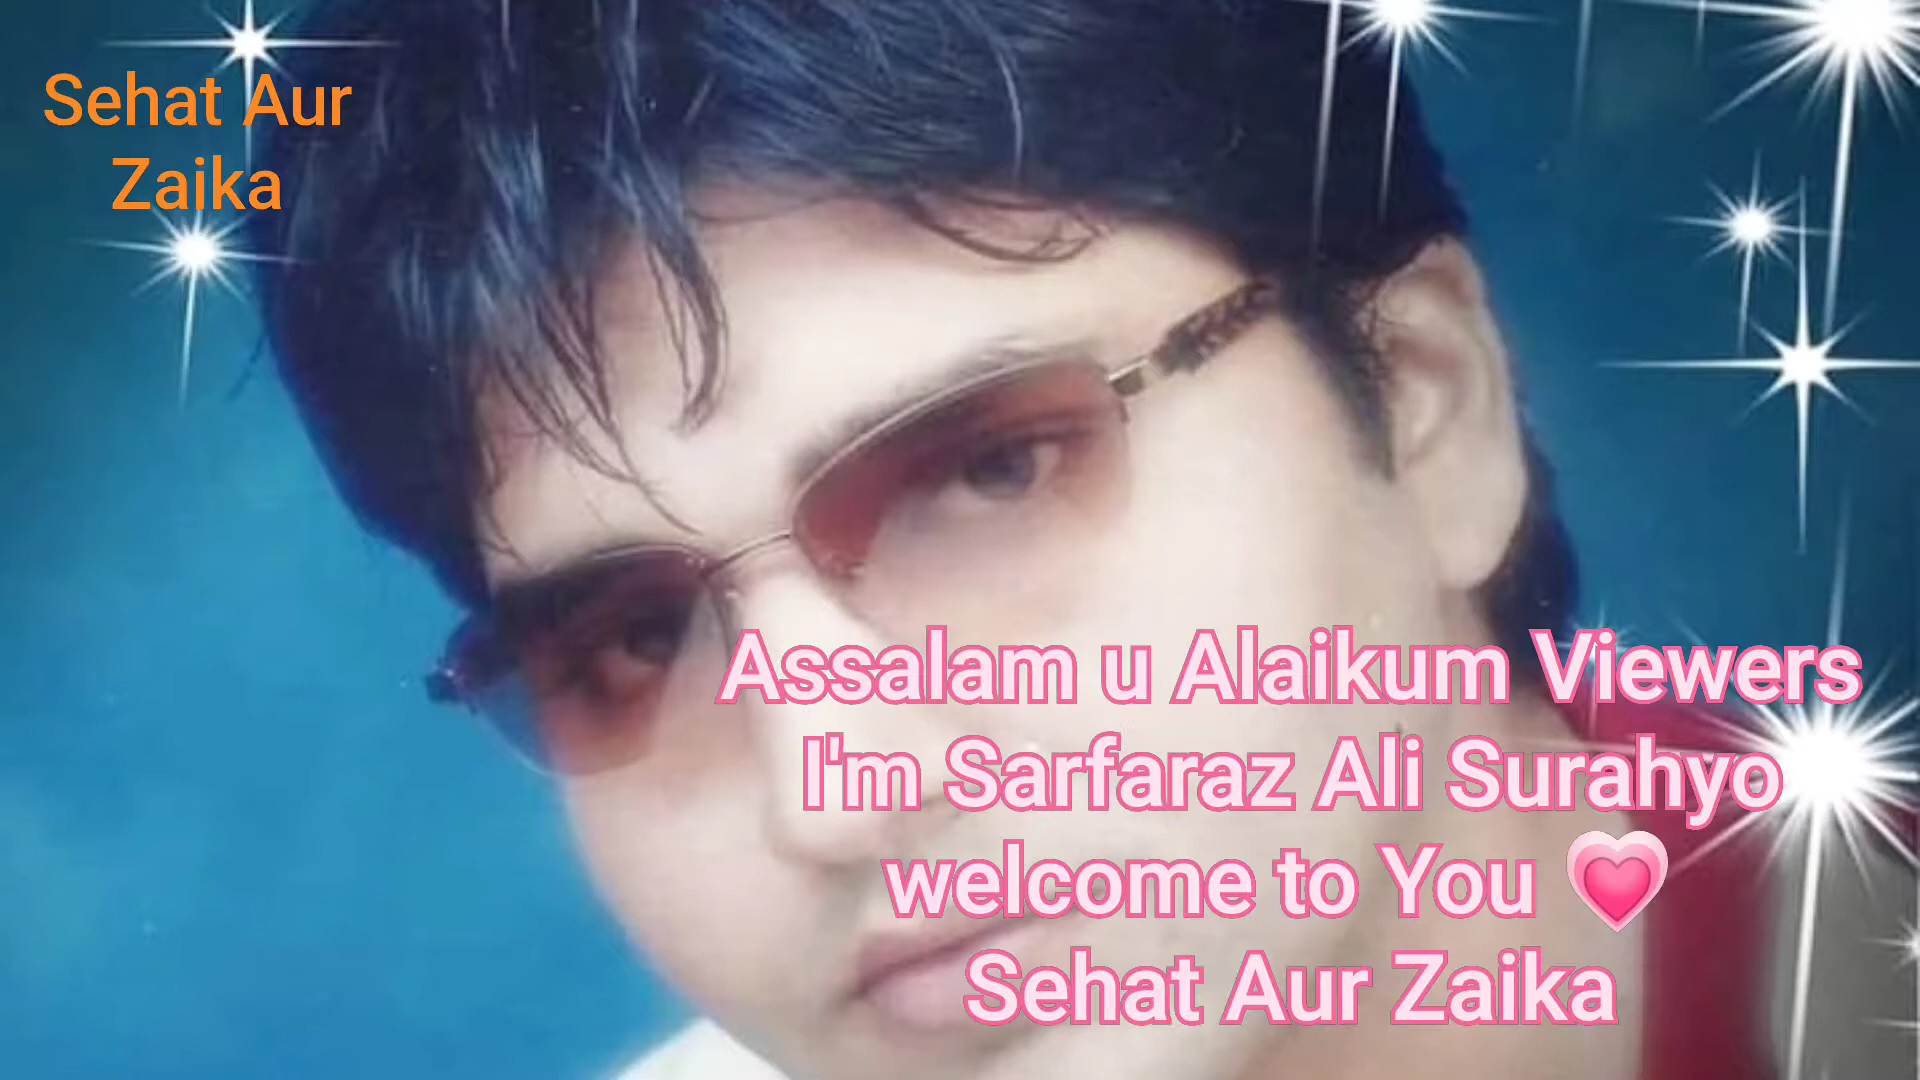 Sehat Aur
Zaika
Assalam u Alaikum Viewers
I'm Sarfaraz Ali Surahyo
welcome to You 💗
Sehat Aur Zaika